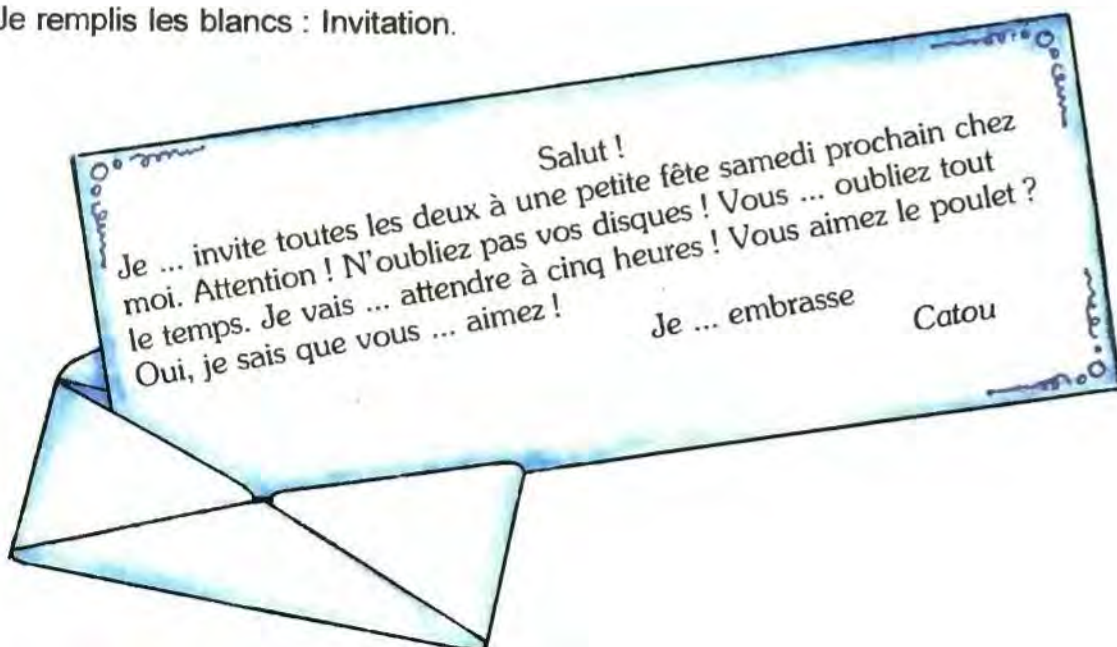 Je remplis les blancs : Invitation.
Salut !
Je ... invite toutes les deux à une petite fête samedi prochain chez
moi. Attention ! N'oubliez pas vos disques ! Vous ... oubliez tout
le temps. Je vais ... attendre à cinq heures ! Vous aimez le poulet ?
Oui, je sais que vous ... aimez !
Je ... embrasse
Catou